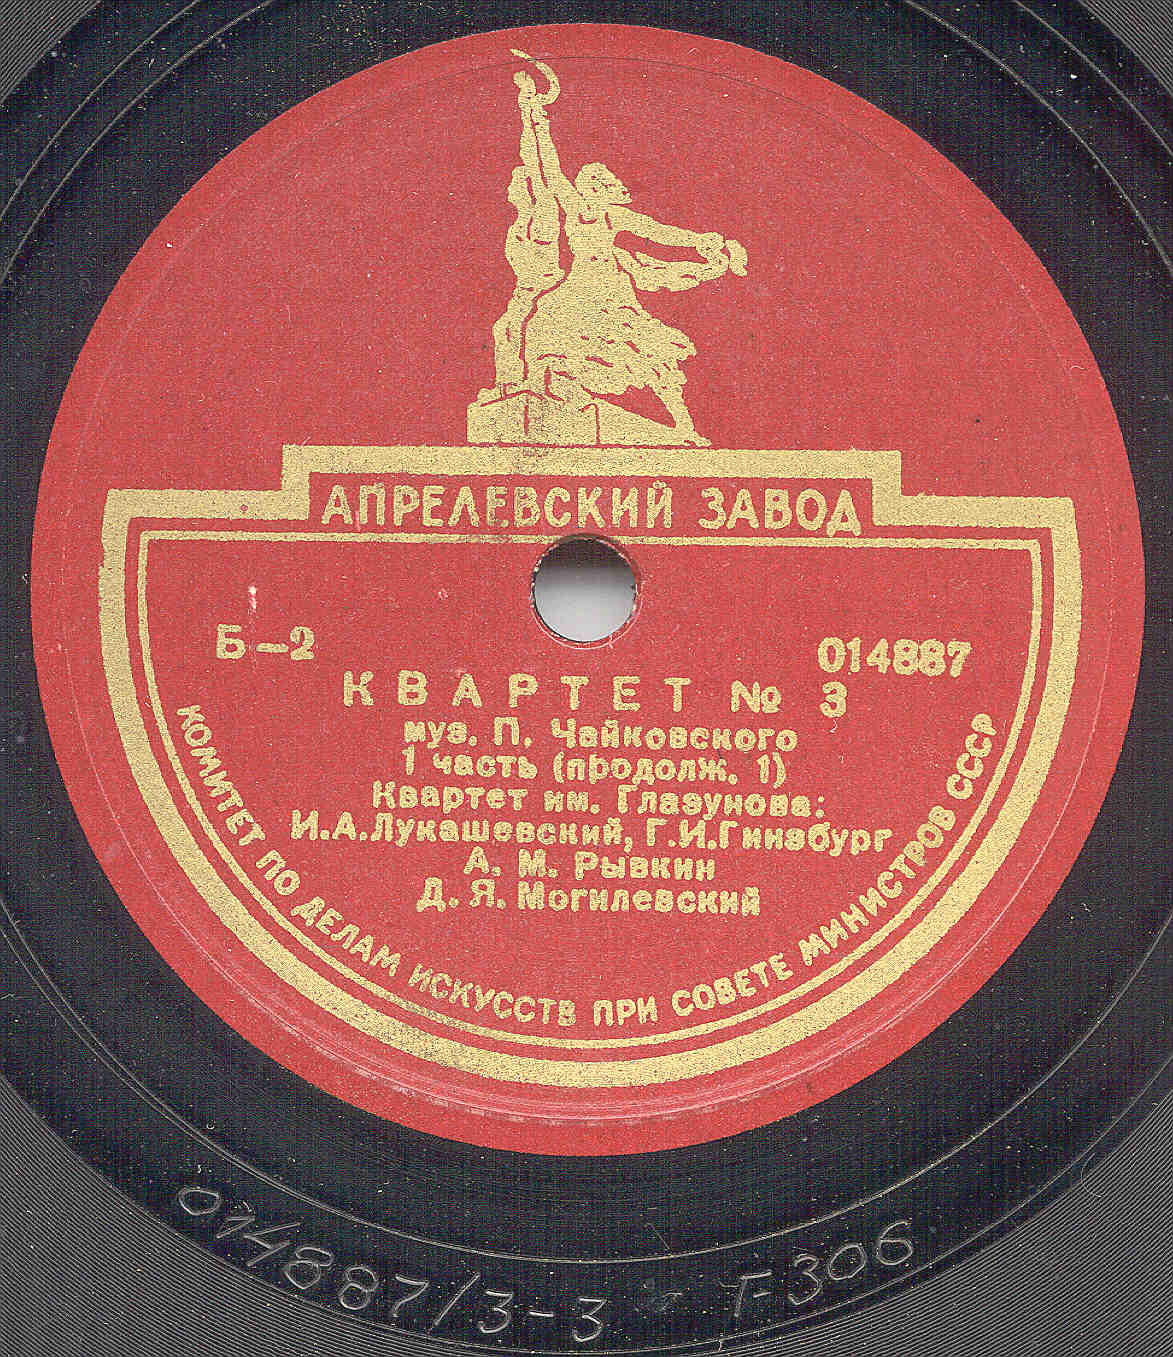 АПРЕЛЕВСКИЙ ЗАВОД
Б–2
014887
КВАРТЕТ № 3
муз. П. Чайковского
1 часть (продолж. 1)
Квартет им. Глазунова:
И.А.Лукашевский, Г.И.Гинзбург
А. М. Рывкин
Д. Я. Могилевский
КОМИТЕТ ПО ДЕЛАМ ИСКУССТВ ПРИ СОВЕТЕ МИНИСТРОВ СССР
014887/3-3 T-306